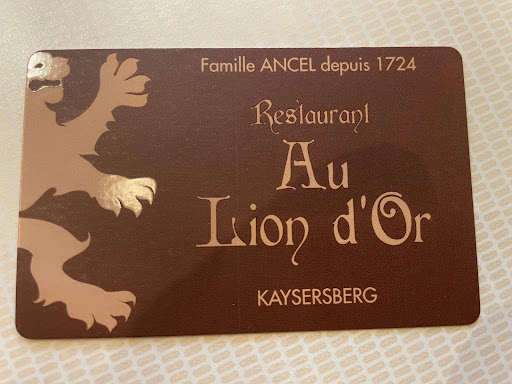 Famille ANCEL depuis 1724
Restaurant
Au
Lion d'Or
KAYSERSBERG